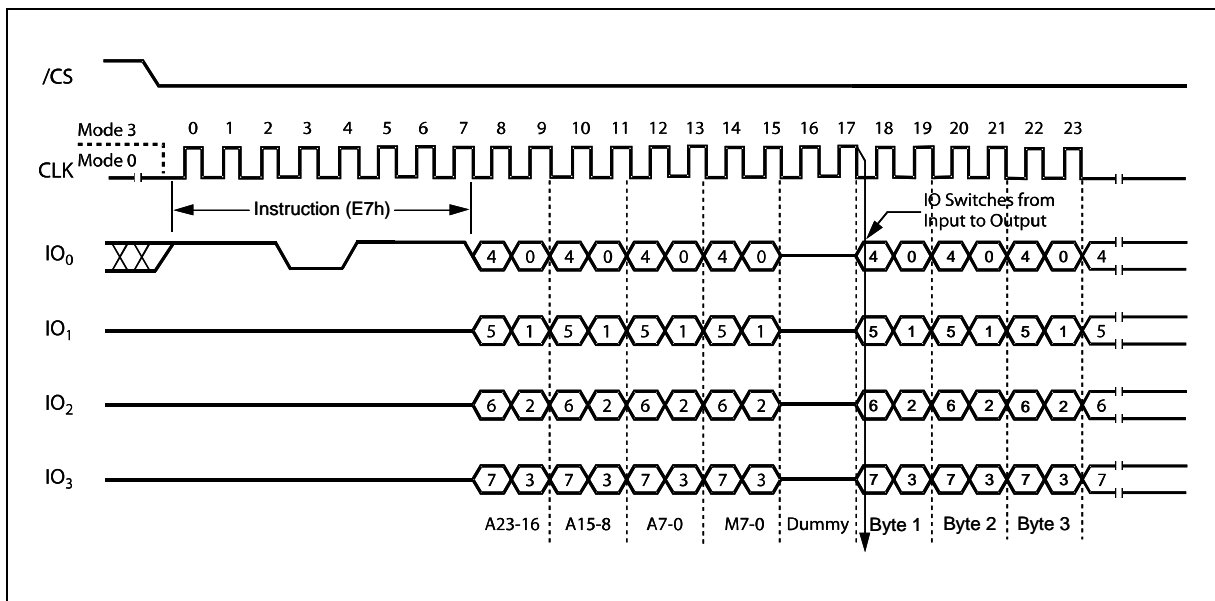 /CS
Mode 3
0 1 2 3 4 5 6 7 8 9 10 11 12 13 14 15 16 17 18 19 20 21 22 23
CLK
Mode 0
Instruction (E7h)
IO Switches from
Input to Output
IO0
4 0 4 0 4 0 4 0 4 0 4 0 4 0 4
IO1
5 1 5 1 5 1 5 1 5 1 5 1 5 1 5
IO2
6 2 6 2 6 2 6 2 6 2 6 2 6 2 6
IO3
7 3 7 3 7 3 7 3 7 3 7 3 7 3 7
A23-16 A15-8 A7-0 M7-0 Dummy Byte 1 Byte 2 Byte 3